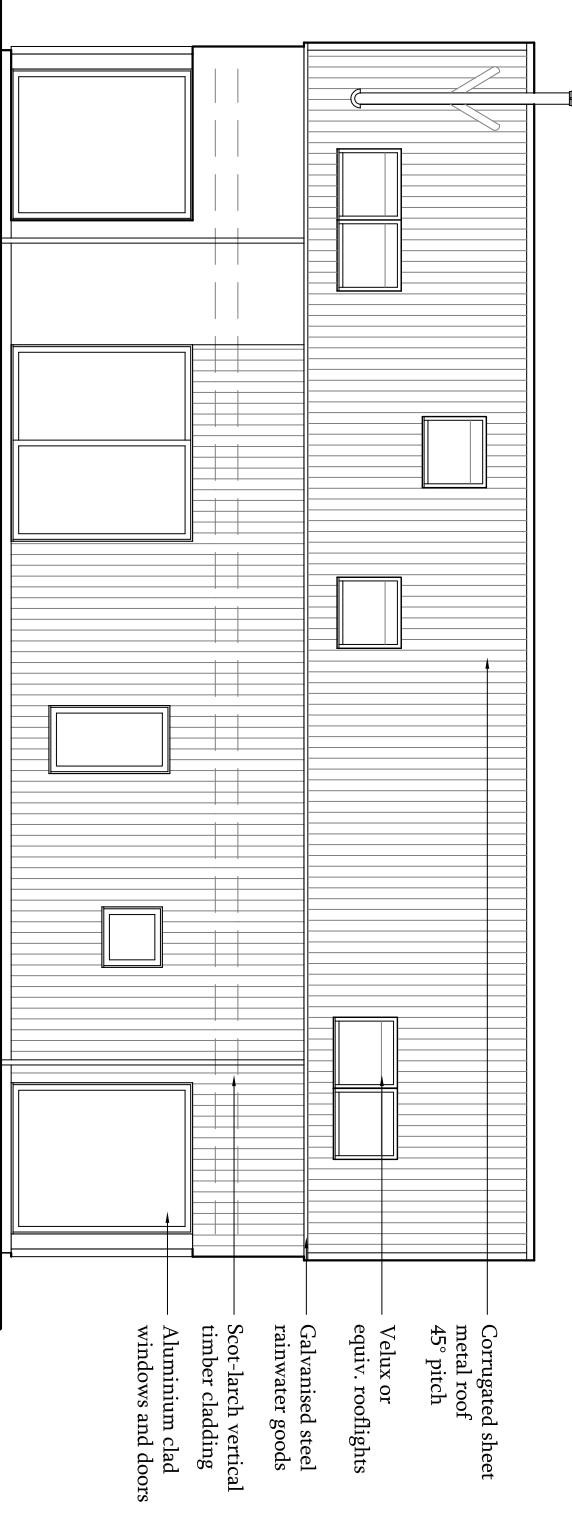 Corrugated sheet
metal roof
45° pitch
Velux or
equiv. rooflights
Galvanised steel
rainwater goods
Scot-larch vertical
timber cladding
Aluminium clad
windows and doors